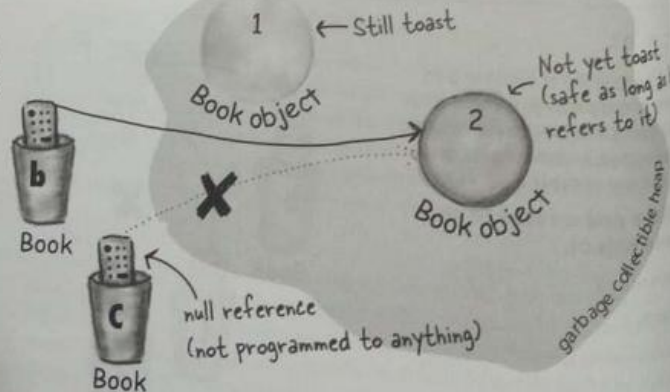 1
Still toast
Book object
Not yet toast
(safe as long as
refers to it)
2
Book object
b
Book
c
Book
null reference
(not programmed to anything)
garbage collectible heap